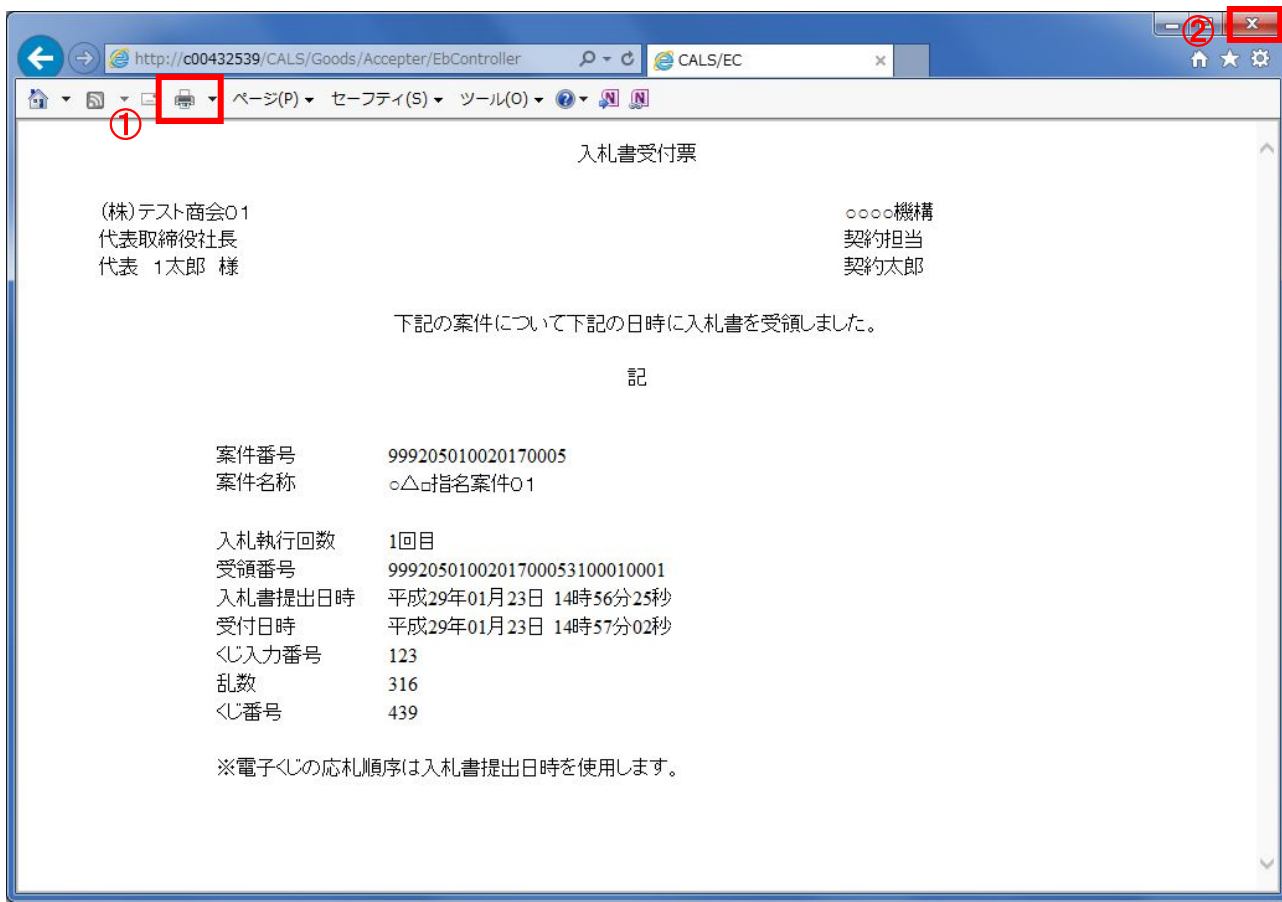 ②
http://c00432539/CALS/Goods/Accepter/EbController
CALS/EC
ページ(P) セーフティ(S) ツール(O)
①
入札書受付票
(株)テスト商会01 ○○○○機構
代表取締役社長 契約担当
代表 1太郎 様 契約太郎
下記の案件について下記の日時に入札書を受領しました。
記
案件番号 999205010020170005
案件名称 ○△□指名案件01
入札執行回数 1回目
受領番号 9992050100201700053100010001
入札書提出日時 平成29年01月23日 14時56分25秒
受付日時 平成29年01月23日 14時57分02秒
くじ入力番号 123
乱数 316
くじ番号 439
※電子くじの応札順序は入札書提出日時を使用します。